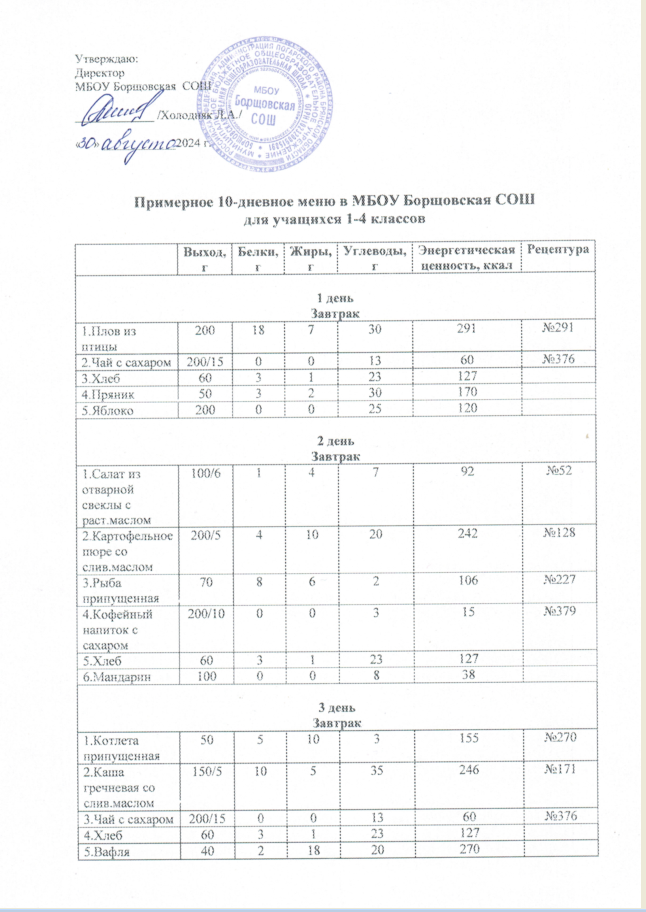 Утверждаю:
Директор
МБОУ Борщовская СОШ
/Холодняк Л.А./
«30» августа 2024 г.
МБОУ
Борщовская
СОШ
Примерное 10-дневное меню в МБОУ Борщовская СОШ
для учащихся 1-4 классов
Выход, г Белки, г Жиры, г Углеводы, г Энергетическая ценность, ккал Рецептура
1 день
Завтрак
1.Плов из птицы 200 18 7 30 291 №291
2.Чай с сахаром 200/15 0 0 13 60 №376
3.Хлеб 60 3 1 23 127
4.Пряник 50 3 2 30 170
5.Яблоко 200 0 0 25 120
2 день
Завтрак
1.Салат из отварной свеклы с раст.маслом 100/6 1 4 7 92 №52
2.Картофельное пюре со слив.маслом 200/5 4 10 20 242 №128
3.Рыба припущенная 70 8 6 2 106 №227
4.Кофейный напиток с сахаром 200/10 0 0 3 15 №379
5.Хлеб 60 3 1 23 127
6.Мандарин 100 0 0 8 38
3 день
Завтрак
1.Котлета припущенная 50 5 10 3 155 №270
2.Каша гречневая со слив.маслом 150/5 10 5 35 246 №171
3.Чай с сахаром 200/15 0 0 13 60 №376
4.Хлеб 60 3 1 23 127
5.Вафля 40 2 18 20 270